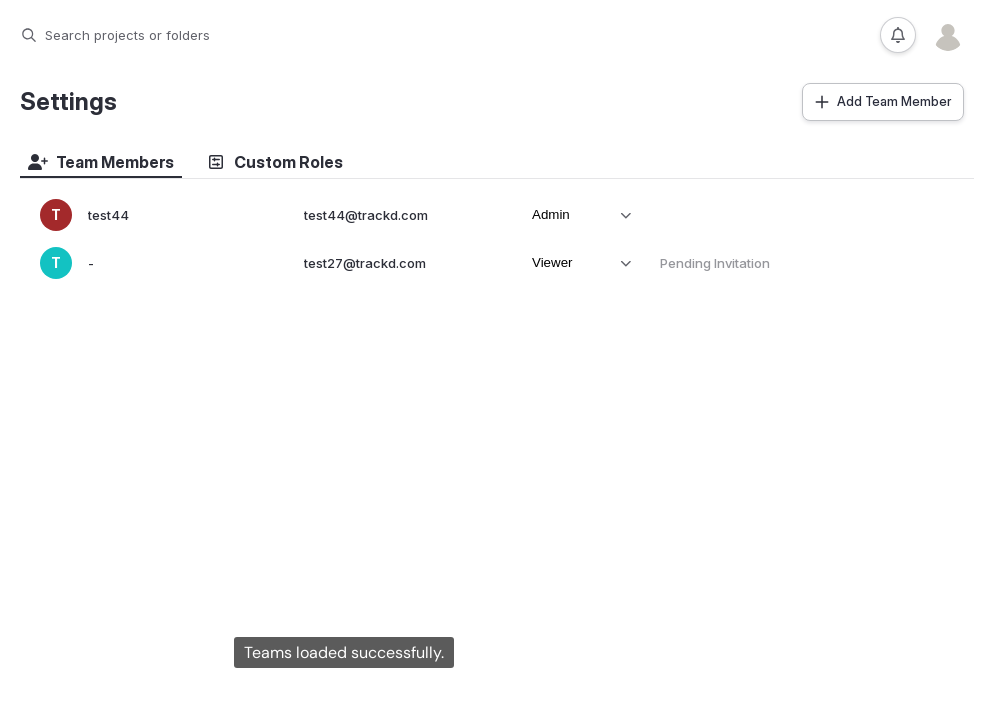 Search projects or folders
Settings
Add Team Member
Team Members
Custom Roles
T test44 test44@trackd.com Admin
T - test27@trackd.com Viewer Pending Invitation
Teams loaded successfully.